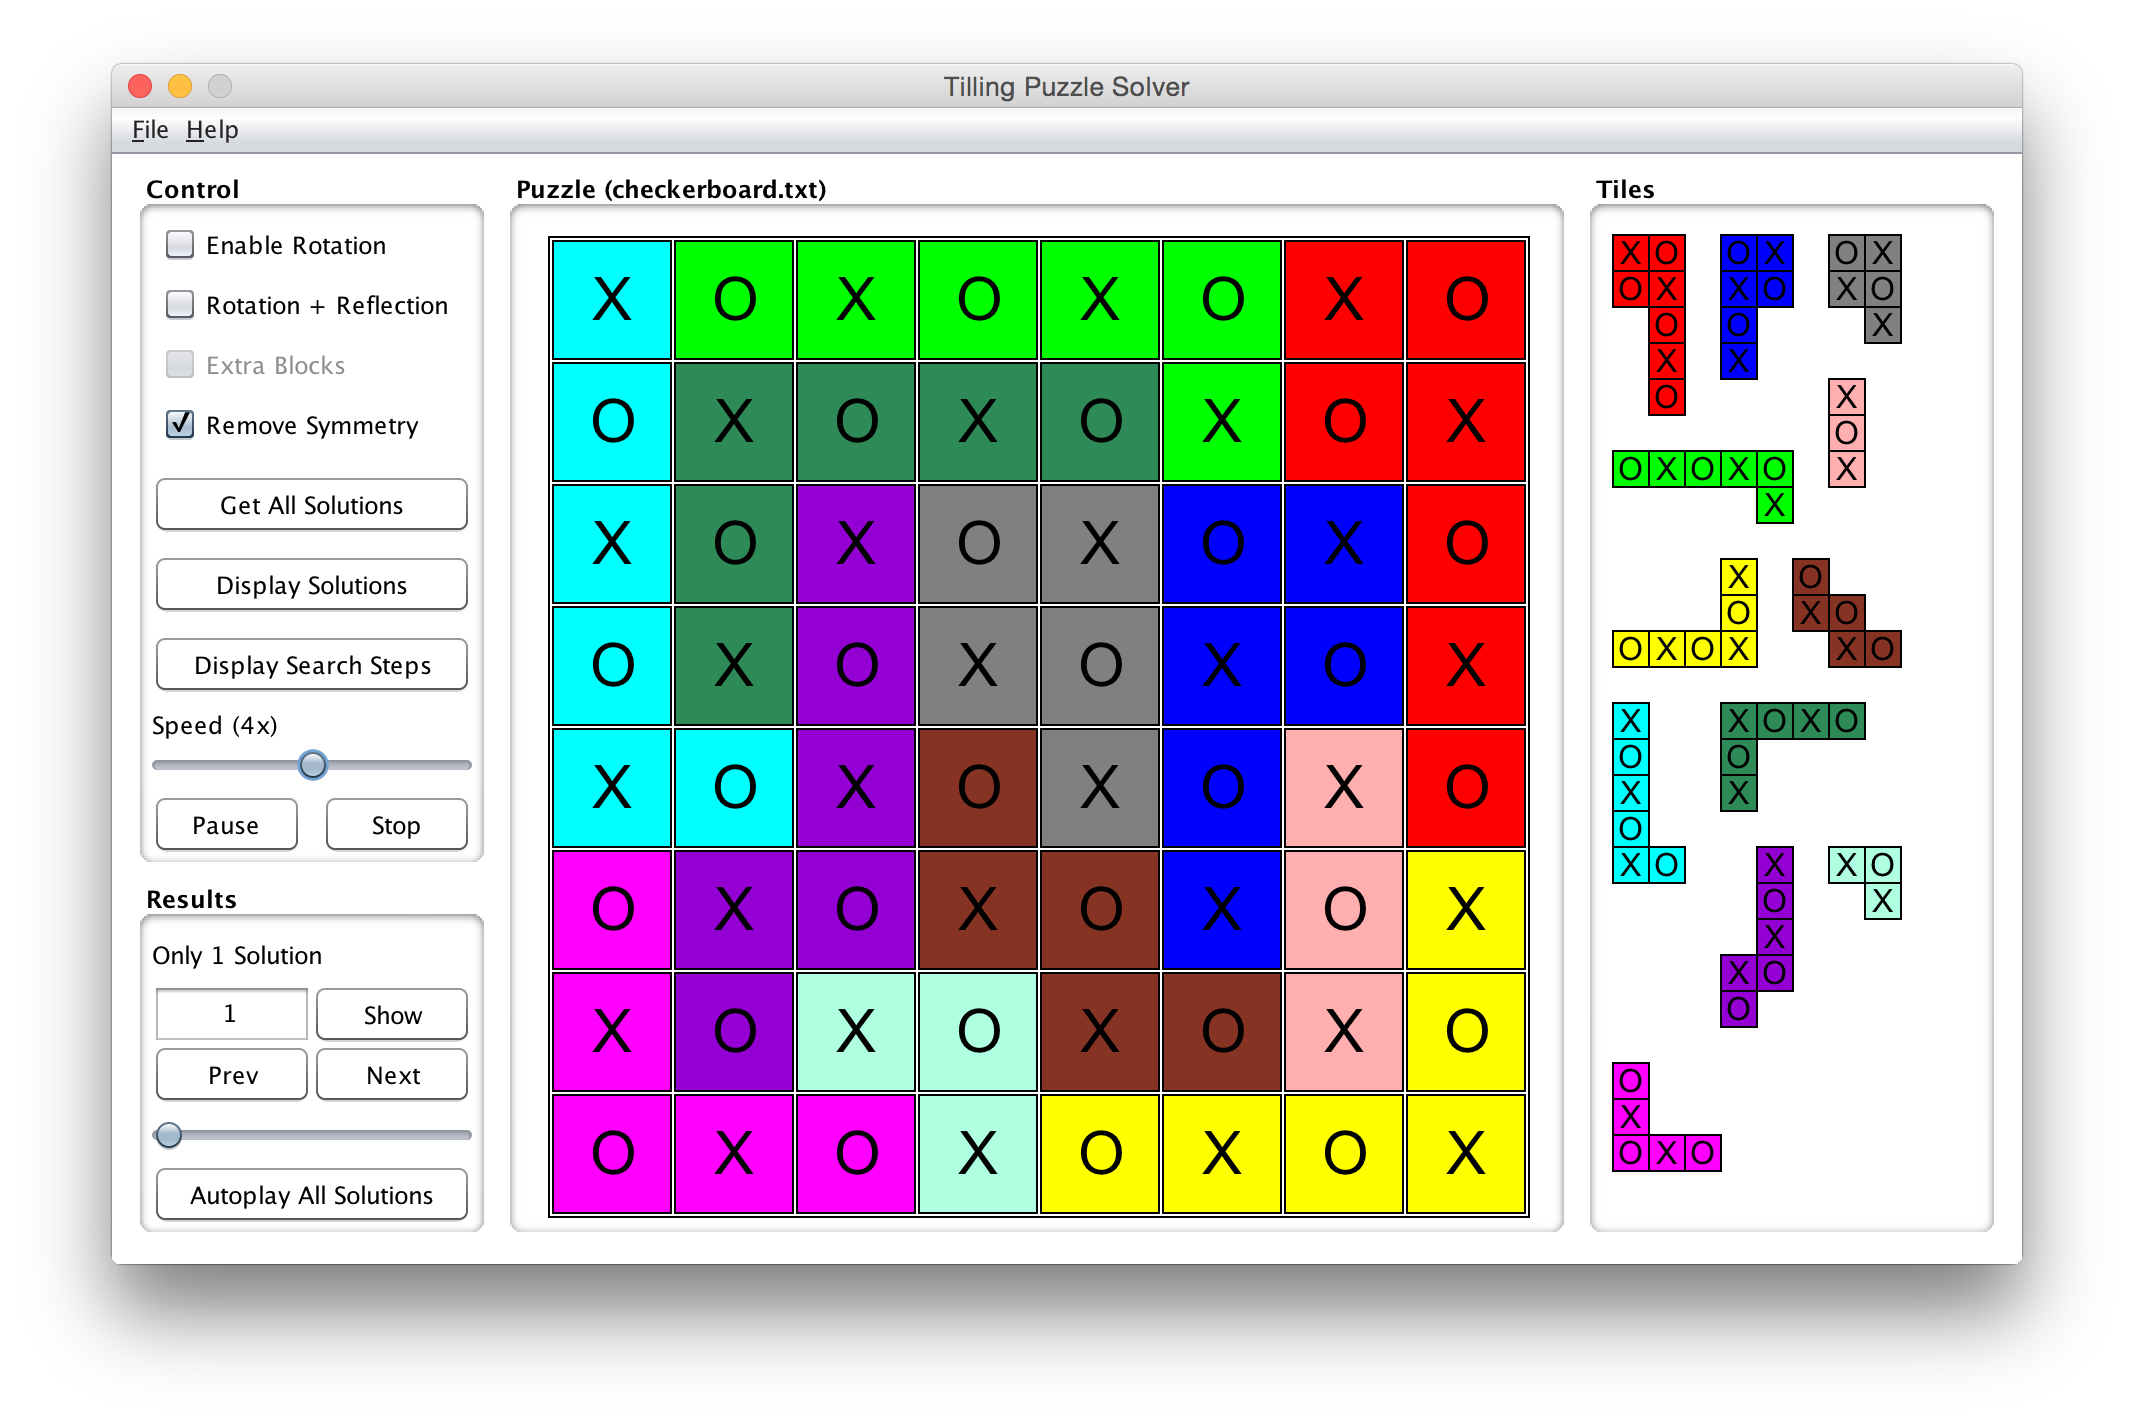 Tilling Puzzle Solver
File Help
Control
Enable Rotation
Rotation + Reflection
Extra Blocks
Remove Symmetry
Get All Solutions
Display Solutions
Display Search Steps
Speed (4x)
Pause Stop
Results
Only 1 Solution
1 Show
Prev Next
Autoplay All Solutions
Puzzle (checkerboard.txt)
X O X O X O X O
O X O X O X O X
X O X O X O X O
O X O X O X O X
X O X O X O X O
O X O X O X O X
X O X O X O X O
O X O X O X O X
Tiles
X O O X O X
O X X O X O
O O X
X X X
O O
O X O X O X
X
X O
O X O
O X O X X O
X X O X O
O O
X X
O
X O X X O
O X
X
X O
O
O
X
O X O